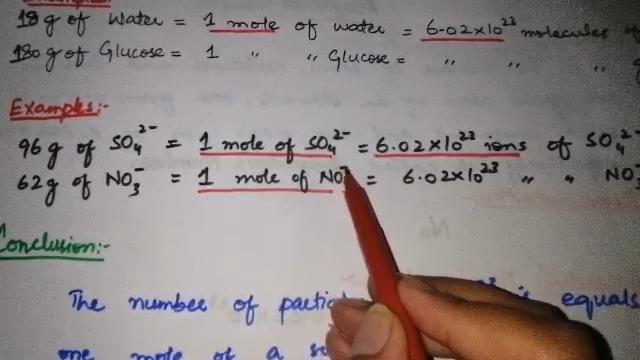 18 g of Water = 1 mole of water = 6.02×10²³ molecules of
180 g of Glucose = 1 " " Glucose = " " "
Examples:-
96 g of SO₄²⁻ = 1 mole of SO₄²⁻ = 6.02×10²³ ions of SO₄²⁻
62 g of NO₃⁻ = 1 mole of NO₃⁻ = 6.02×10²³ " " NO₃
Conclusion:-
The number of equals
one mole of a